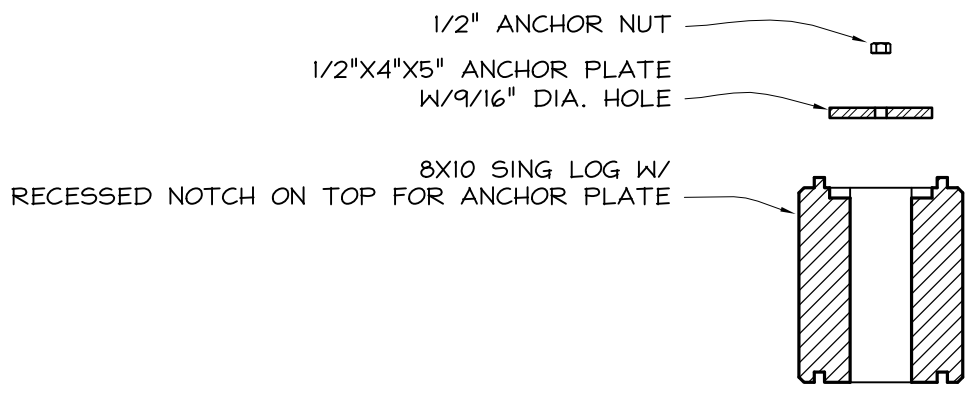 1/2" ANCHOR NUT
1/2"X4"X5" ANCHOR PLATE
W/9/16" DIA. HOLE
8X10 SING LOG W/
RECESSED NOTCH ON TOP FOR ANCHOR PLATE